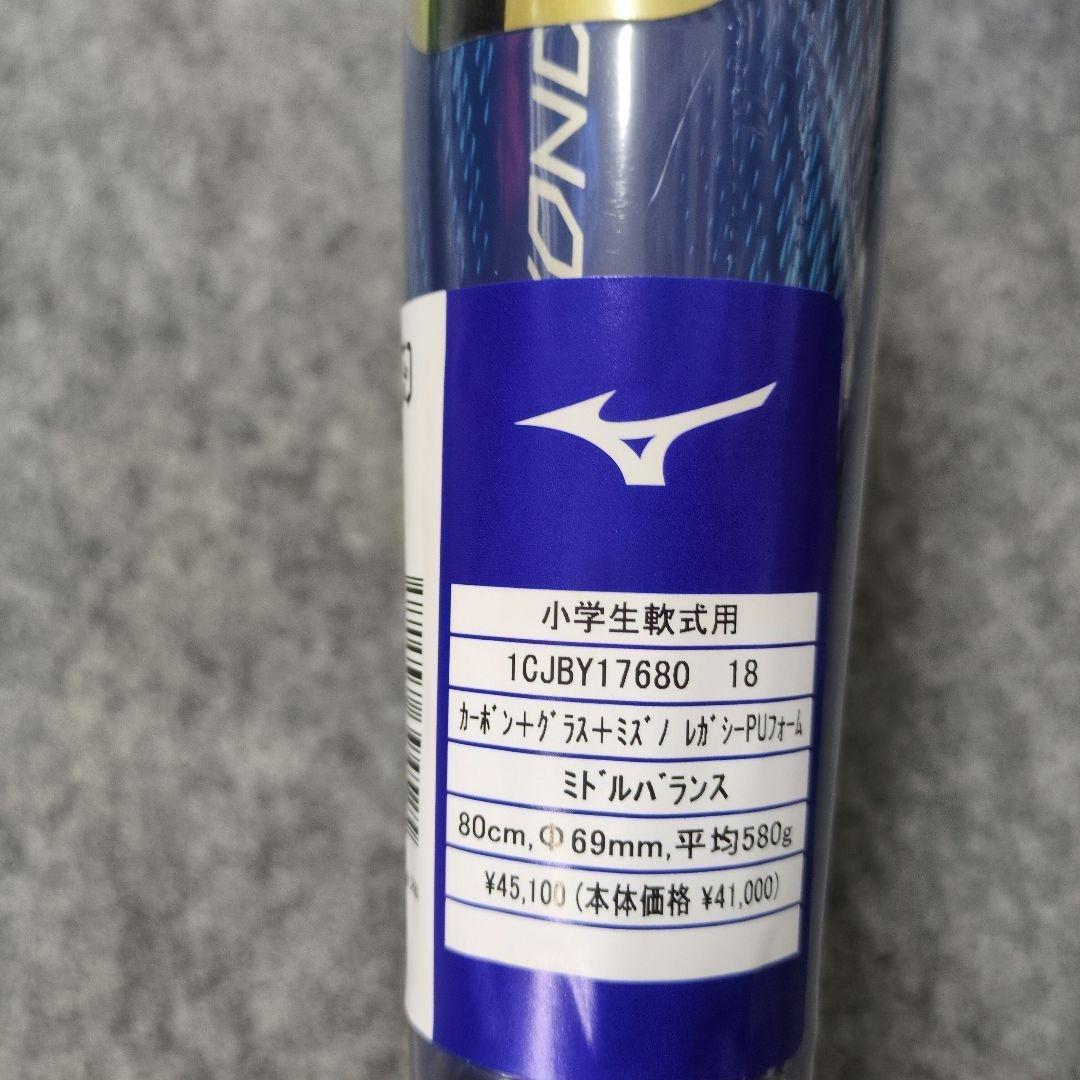 YOND
小学生軟式用
1CJBY17680 18
ｶｰﾎﾞﾝ+ｸﾞﾗｽ+ﾐｽﾞﾉ ﾚｶﾞｼｰPUﾌｫｰﾑ
ﾐﾄﾞﾙﾊﾞﾗﾝｽ
80cm,Φ69mm,平均580g
¥45,100(本体価格 ¥41,000)